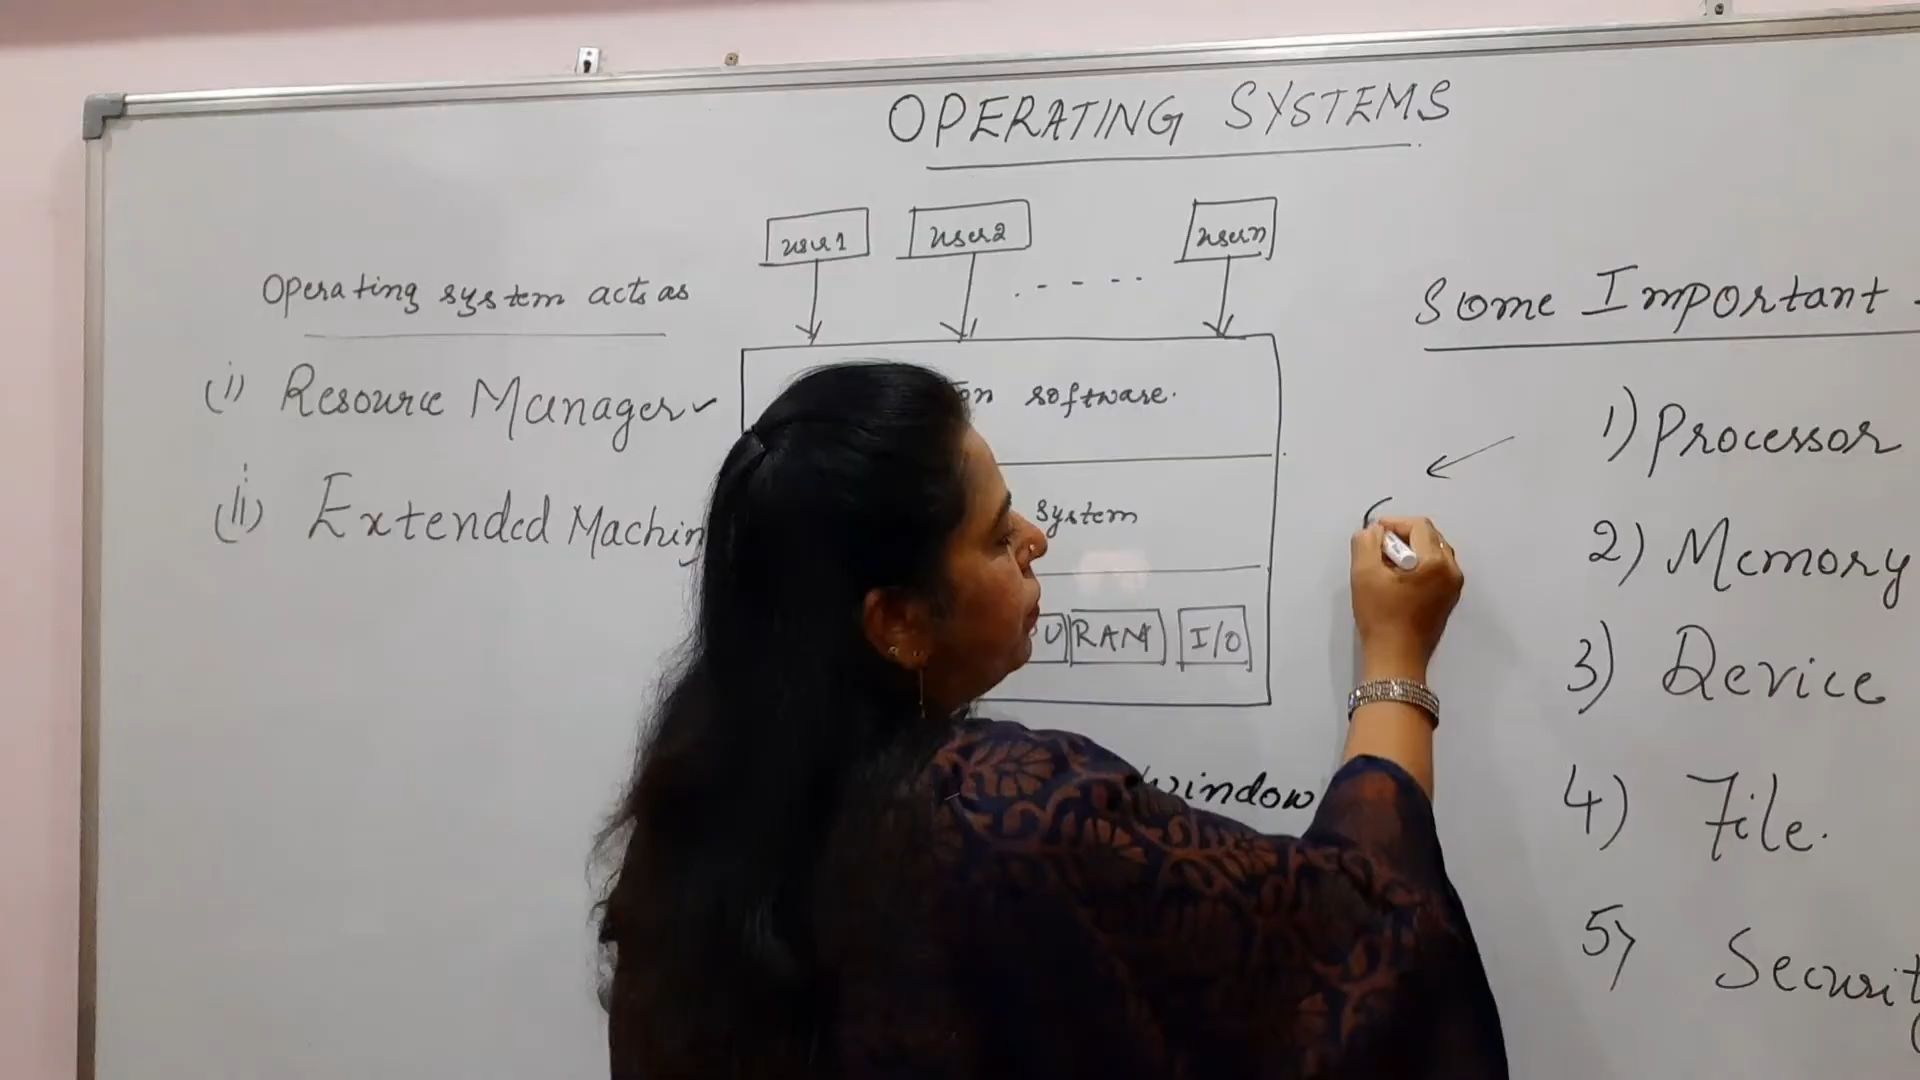 OPERATING SYSTEMS
user1 user2 - - - - - usern
Operating system acts as
(i) Resource Manager
(ii) Extended Machin
software.
system
U RAM I/O
window
Some Important
1) Processor
2) Memory
3) Device
4) File.
5) Securit